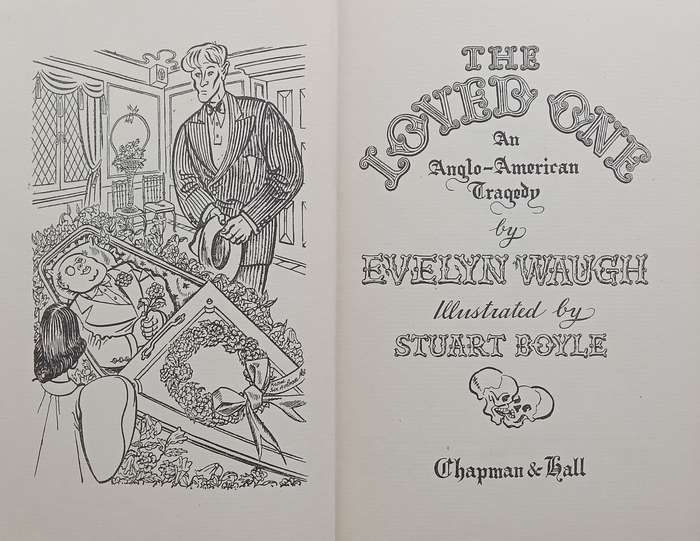 THE
LOVED ONE
An
Anglo-American
Tragedy
by
EVELYN WAUGH
Illustrated by
STUART BOYLE
Chapman & Hall